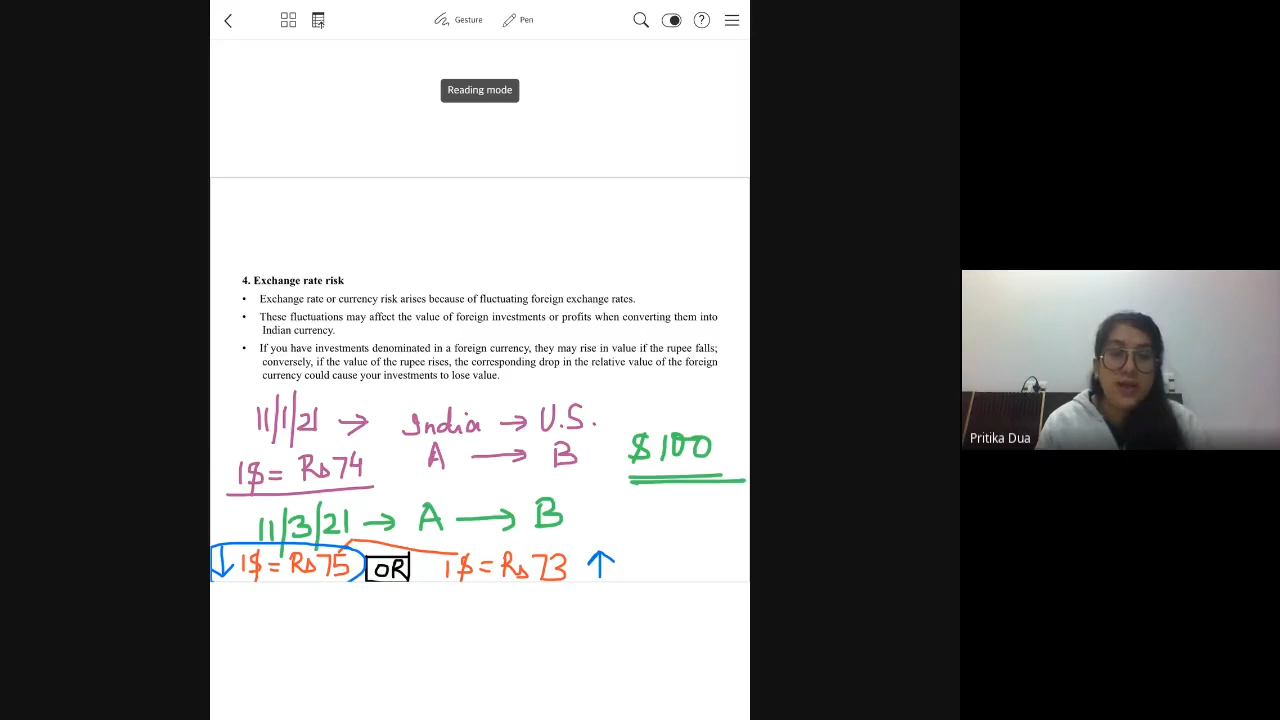 Gesture Pen
Reading mode
4. Exchange rate risk
• Exchange rate or currency risk arises because of fluctuating foreign exchange rates.
• These fluctuations may affect the value of foreign investments or profits when converting them into
Indian currency.
• If you have investments denominated in a foreign currency, they may rise in value if the rupee falls;
conversely, if the value of the rupee rises, the corresponding drop in the relative value of the foreign
currency could cause your investments to lose value.
11/1/21 → India → U.S.
A → B
$100
1$ = Rs 74
11/3/21 → A → B
↓ 1$ = Rs 75 OR 1$ = Rs 73 ↑
Pritika Dua